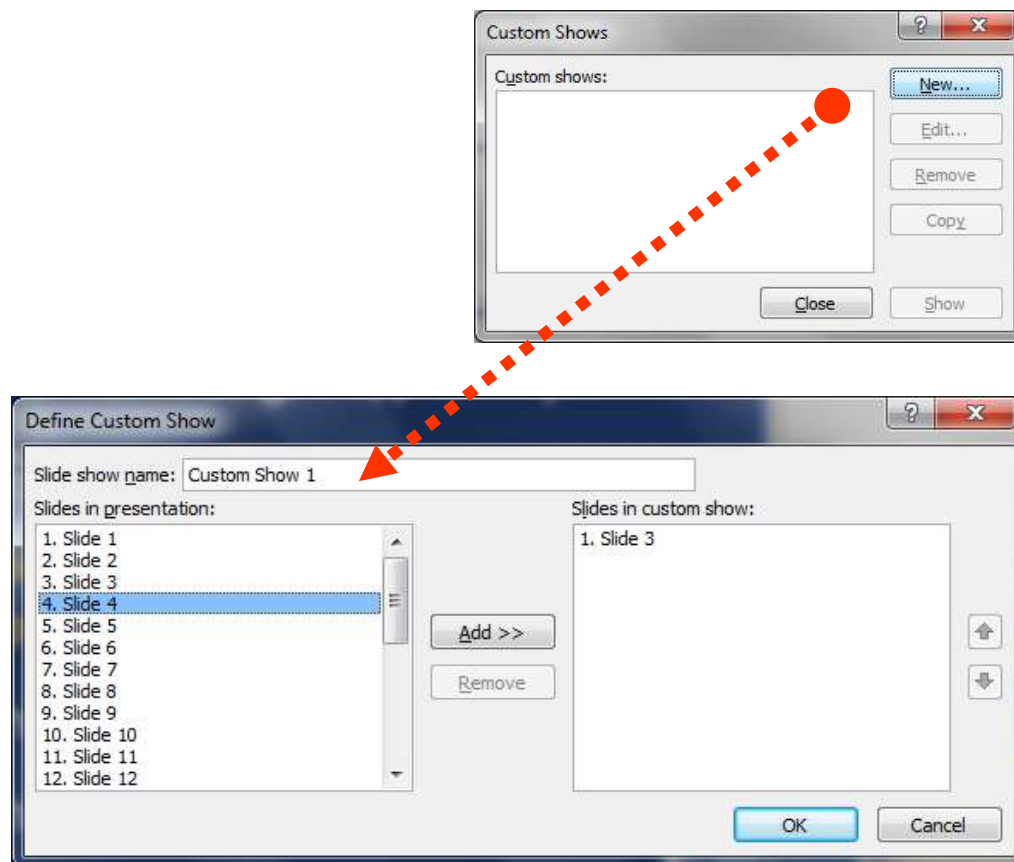 Custom Shows
Custom shows:
New...
Edit...
Remove
Copy
Close
Show
Define Custom Show
Slide show name: Custom Show 1
Slides in presentation:
1. Slide 1
2. Slide 2
3. Slide 3
4. Slide 4
5. Slide 5
6. Slide 6
7. Slide 7
8. Slide 8
9. Slide 9
10. Slide 10
11. Slide 11
12. Slide 12
Add >>
Remove
Slides in custom show:
1. Slide 3
OK
Cancel